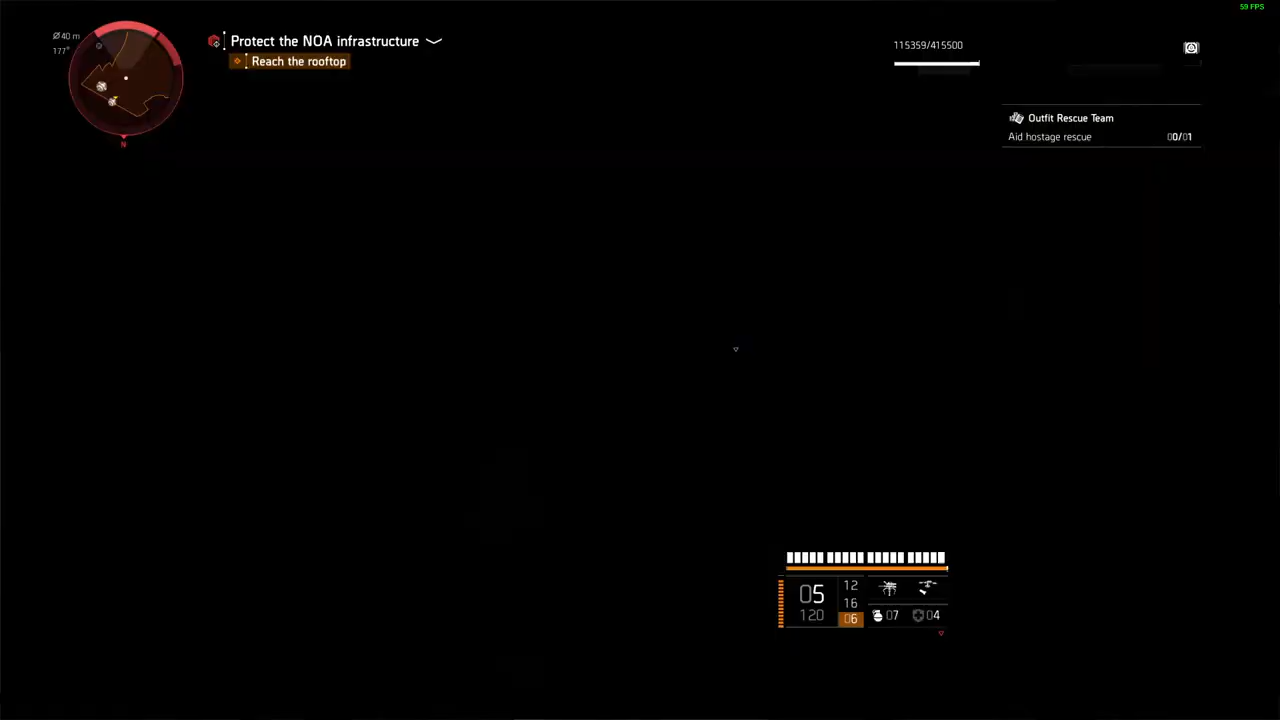 59 FPS
Ø40 m
177°
N
Protect the NOA infrastructure
Reach the rooftop
115359/415500
Outfit Rescue Team
Aid hostage rescue 00/01
05
120
12
16
06
07
04